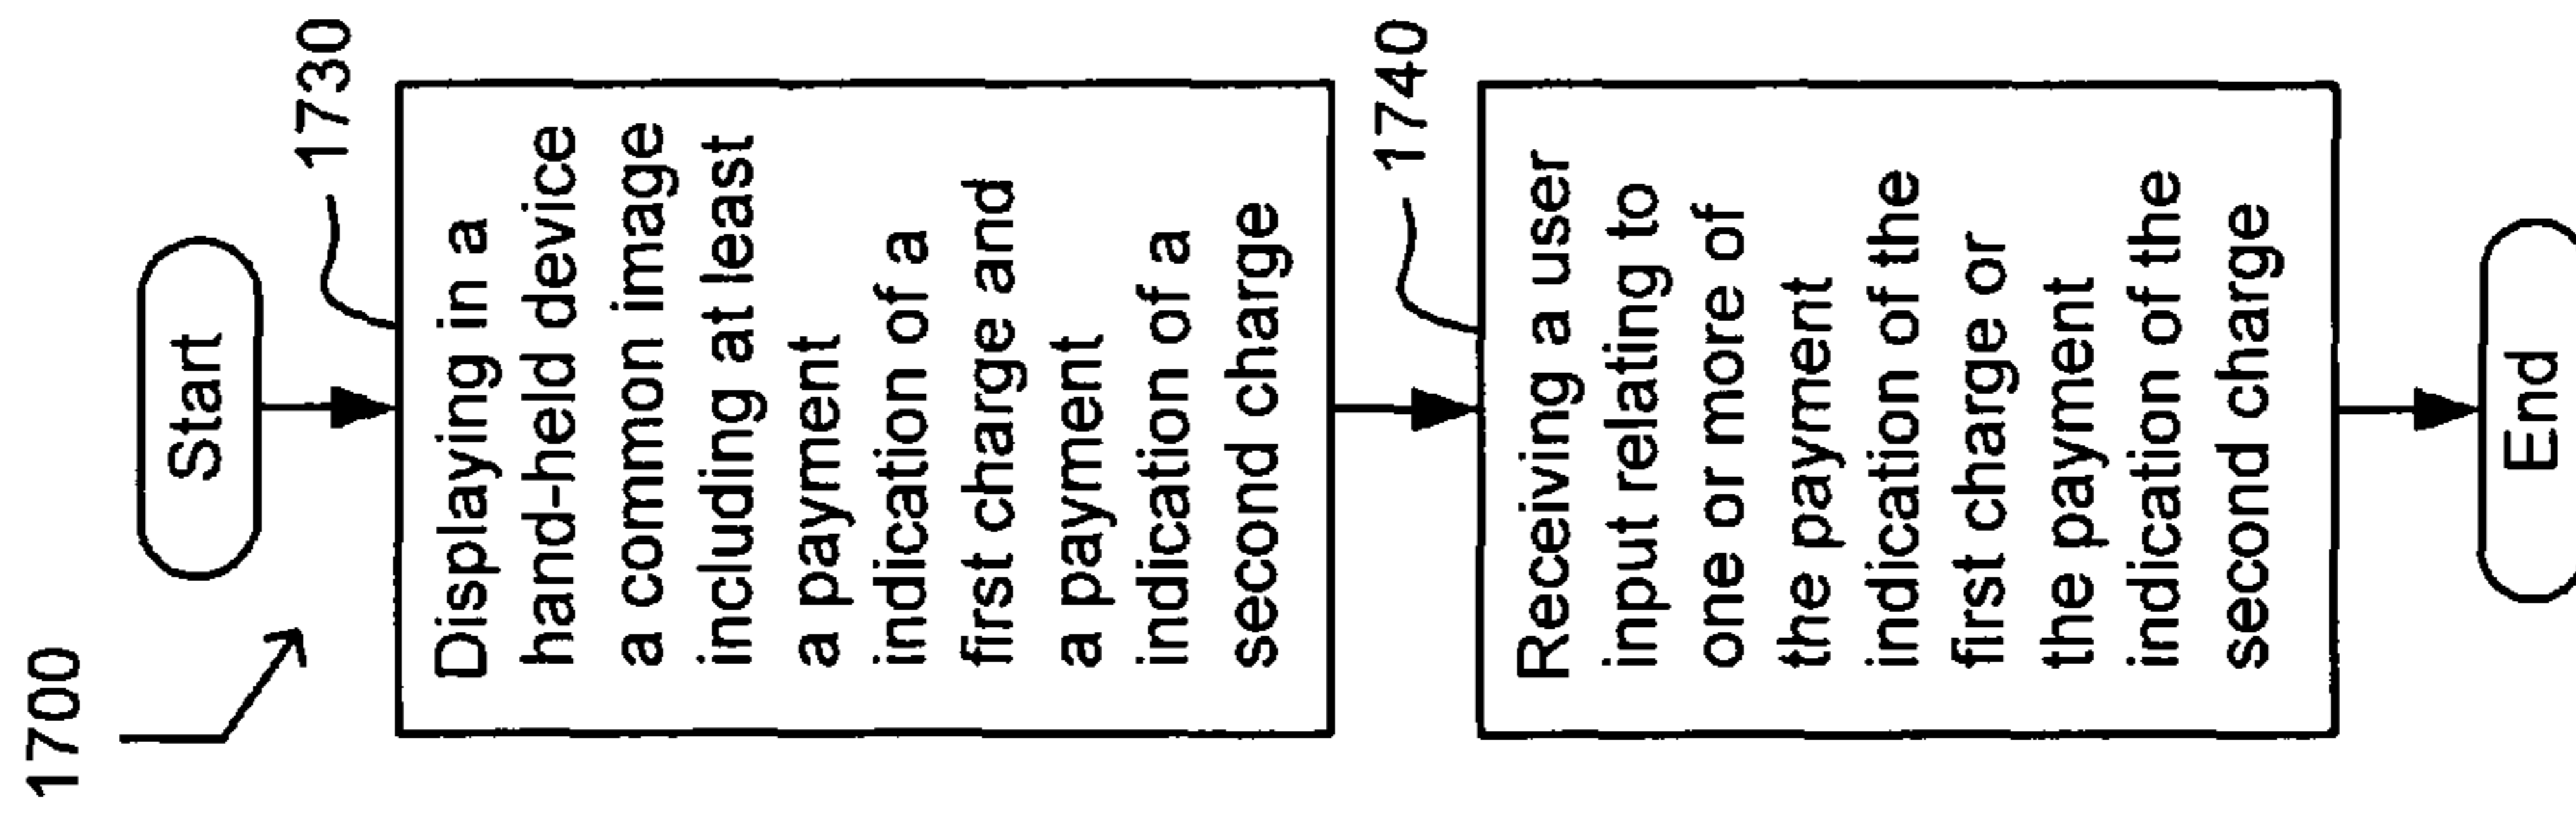 1700
Start
1730
Displaying in a
hand-held device
a common image
including at least
a payment
indication of a
first charge and
a payment
indication of a
second charge
1740
Receiving a user
input relating to
one or more of
the payment
indication of the
first charge or
the payment
indication of the
second charge
End